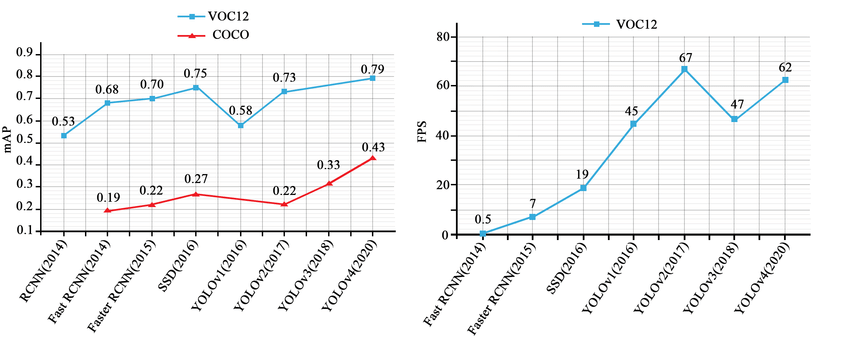 VOC12
COCO
mAP
0.9
0.8
0.7
0.6
0.5
0.4
0.3
0.2
0.1
0.53
0.68
0.70
0.75
0.58
0.73
0.79
0.19
0.22
0.27
0.22
0.33
0.43
RCNN(2014)
Fast RCNN(2014)
Faster RCNN(2015)
SSD(2016)
YOLOv1(2016)
YOLOv2(2017)
YOLOv3(2018)
YOLOv4(2020)
VOC12
FPS
80
60
40
20
0
0.5
7
19
45
67
47
62
Fast RCNN(2014)
Faster RCNN(2015)
SSD(2016)
YOLOv1(2016)
YOLOv2(2017)
YOLOv3(2018)
YOLOv4(2020)